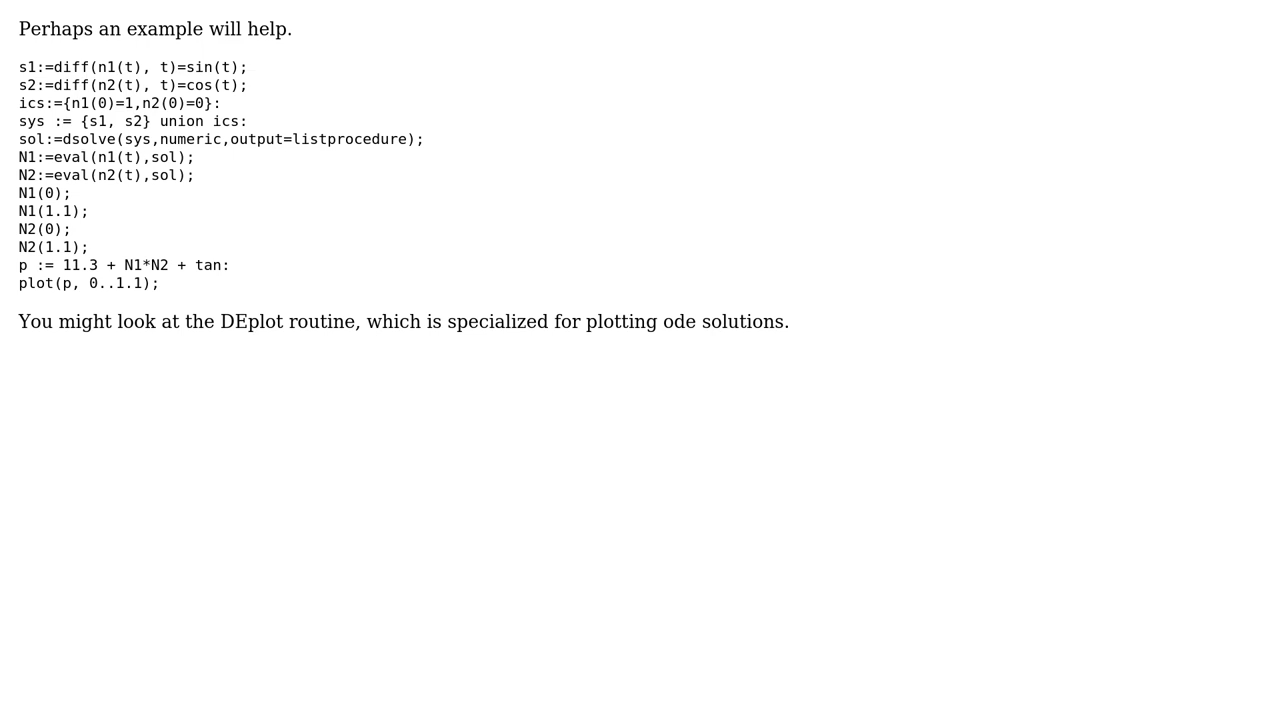 Perhaps an example will help.
s1:=diff(n1(t), t)=sin(t);
s2:=diff(n2(t), t)=cos(t);
ics:={n1(0)=1,n2(0)=0}:
sys := {s1, s2} union ics:
sol:=dsolve(sys,numeric,output=listprocedure);
N1:=eval(n1(t),sol);
N2:=eval(n2(t),sol);
N1(0);
N1(1.1);
N2(0);
N2(1.1);
p := 11.3 + N1*N2 + tan:
plot(p, 0..1.1);
You might look at the DEplot routine, which is specialized for plotting ode solutions.